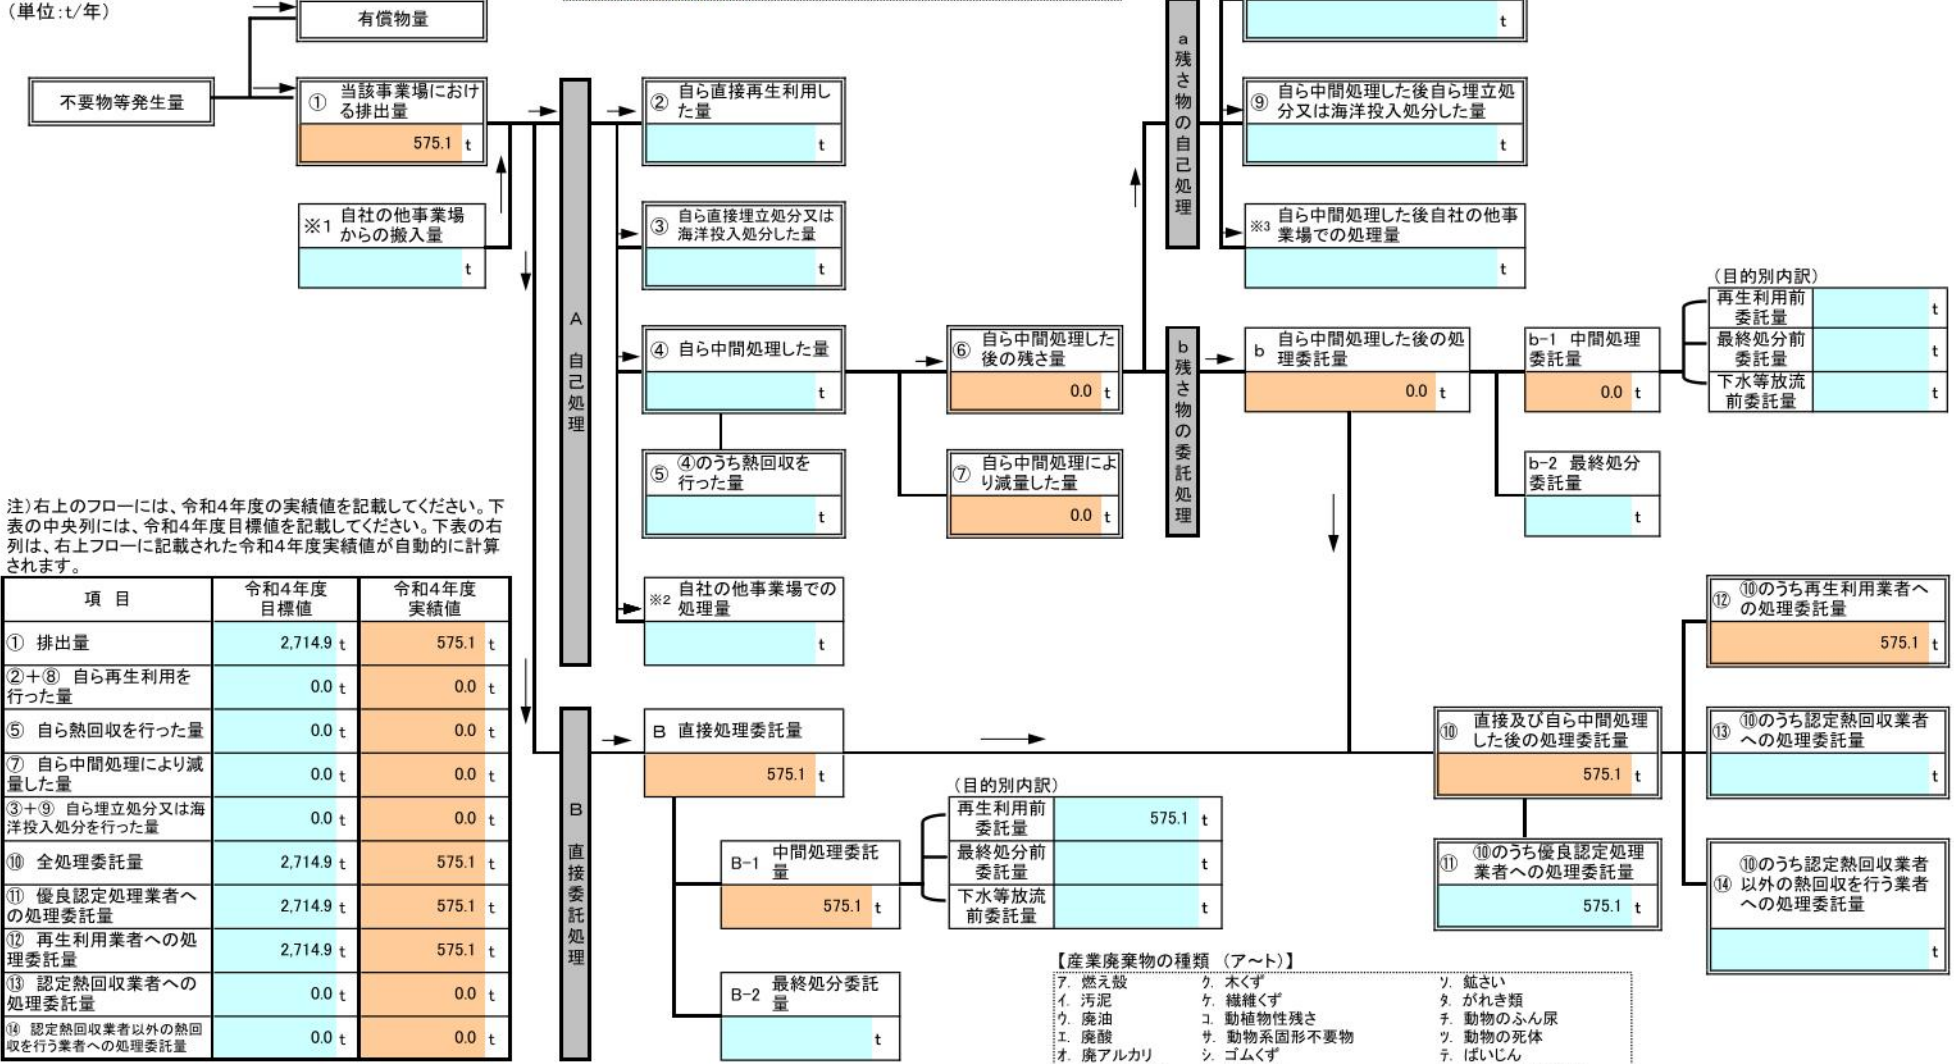 (単位:t/年)
有償物量
不要物等発生量
① 当該事業場におけ
る排出量
575.1 t
※1 自社の他事業場
からの搬入量
t
A 自己処理
② 自ら直接再生利用し
た量
t
③ 自ら直接埋立処分又は
海洋投入処分した量
t
④ 自ら中間処理した量
t
⑤ ④のうち熱回収を
行った量
t
※2 自社の他事業場での
処理量
t
⑥ 自ら中間処理した
後の残さ量
0.0 t
⑦ 自ら中間処理によ
り減量した量
0.0 t
a 残さ物の自己処理
t
⑨ 自ら中間処理した後自ら埋立処
分又は海洋投入処分した量
t
※3 自ら中間処理した後自社の他事
業場での処理量
t
b 残さ物の委託処理
b 自ら中間処理した後の処
理委託量
0.0 t
b-1 中間処理
委託量
0.0 t
b-2 最終処分
委託量
t
(目的別内訳)
再生利用前
委託量
t
最終処分前
委託量
t
下水等放流
前委託量
t
注)右上のフローには、令和4年度の実績値を記載してください。下
表の中央列には、令和4年度目標値を記載してください。下表の右
列は、右上フローに記載された令和4年度実績値が自動的に計算
されます。
項 目
令和4年度
目標値
令和4年度
実績値
① 排出量
2,714.9 t
575.1 t
②+⑧ 自ら再生利用を
行った量
0.0 t
0.0 t
⑤ 自ら熱回収を行った量
0.0 t
0.0 t
⑦ 自ら中間処理により減
量した量
0.0 t
0.0 t
③+⑨ 自ら埋立処分又は海
洋投入処分を行った量
0.0 t
0.0 t
⑩ 全処理委託量
2,714.9 t
575.1 t
⑪ 優良認定処理業者へ
の処理委託量
2,714.9 t
575.1 t
⑫ 再生利用業者への処
理委託量
2,714.9 t
575.1 t
⑬ 認定熱回収業者への
処理委託量
0.0 t
0.0 t
⑭ 認定熱回収業者以外の熱回
収を行う業者への処理委託量
0.0 t
0.0 t
B 直接委託処理
B 直接処理委託量
575.1 t
B-1 中間処理委託
量
575.1 t
B-2 最終処分委託
量
t
(目的別内訳)
再生利用前
委託量
575.1 t
最終処分前
委託量
t
下水等放流
前委託量
t
⑩ 直接及び自ら中間処理
した後の処理委託量
575.1 t
⑪ ⑩のうち優良認定処理
業者への処理委託量
575.1 t
⑫ ⑩のうち再生利用業者へ
の処理委託量
575.1 t
⑬ ⑩のうち認定熱回収業者
への処理委託量
t
⑭ ⑩のうち認定熱回収業者
以外の熱回収を行う業者
への処理委託量
t
【産業廃棄物の種類 (ア~ト)】
ア. 燃え殻
イ. 汚泥
ウ. 廃油
エ. 廃酸
オ. 廃アルカリ
ク. 木くず
ケ. 繊維くず
コ. 動植物性残さ
サ. 動物系固形不要物
シ. ゴムくず
ソ. 鉱さい
タ. がれき類
チ. 動物のふん尿
ツ. 動物の死体
テ. ばいじん